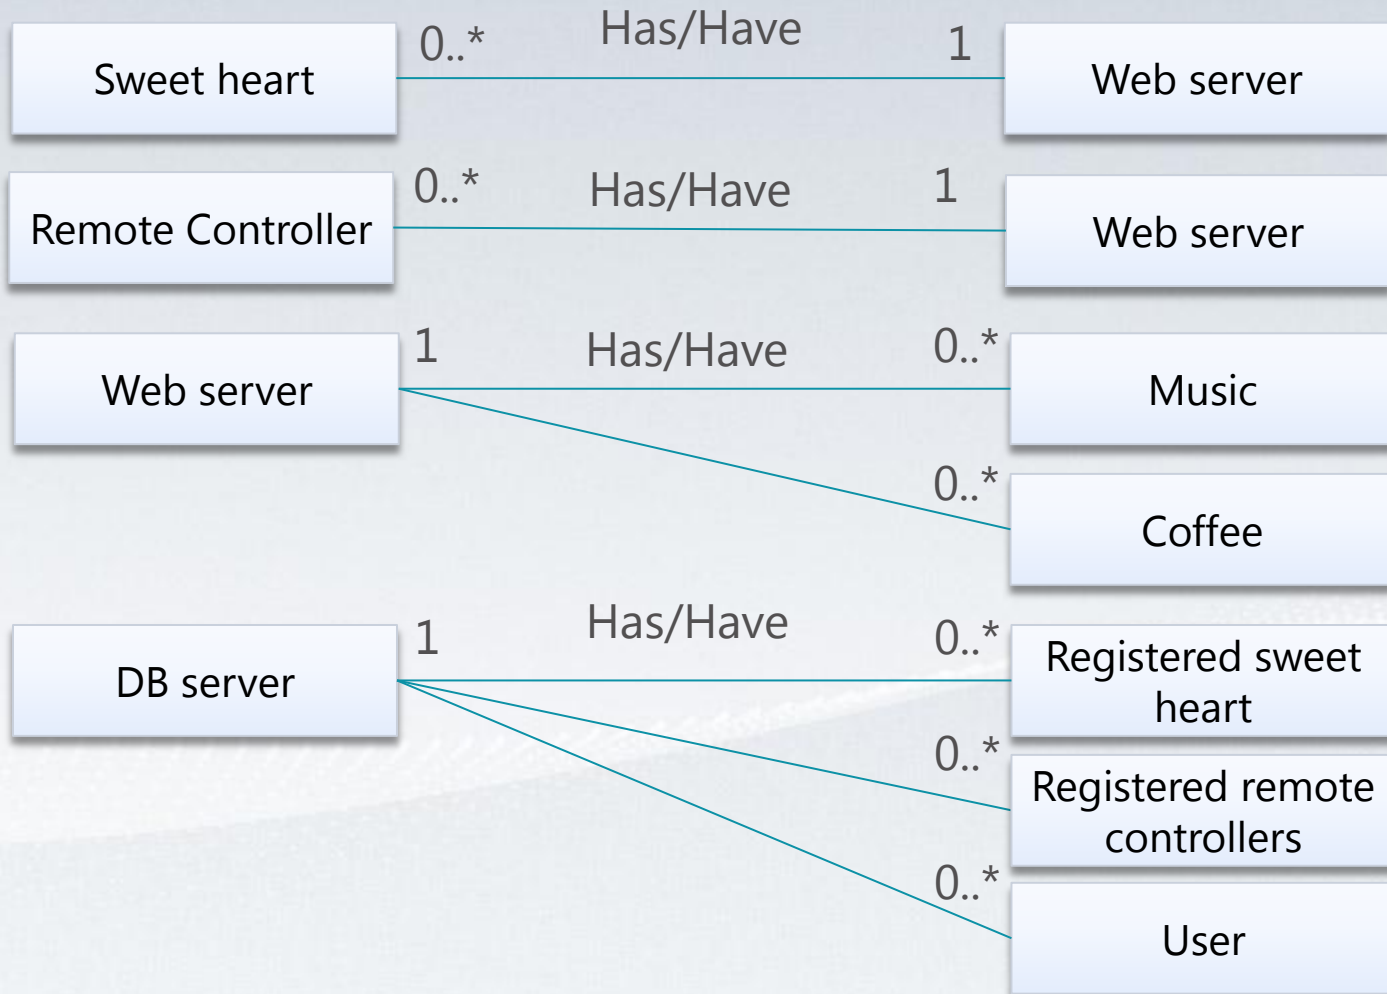 0..* Has/Have 1
Sweet heart Web server
0..* Has/Have 1
Remote Controller Web server
1 Has/Have 0..*
Web server Music
0..*
Coffee
Has/Have
1 0..*
DB server Registered sweet
heart
0..*
Registered remote
controllers
0..*
User